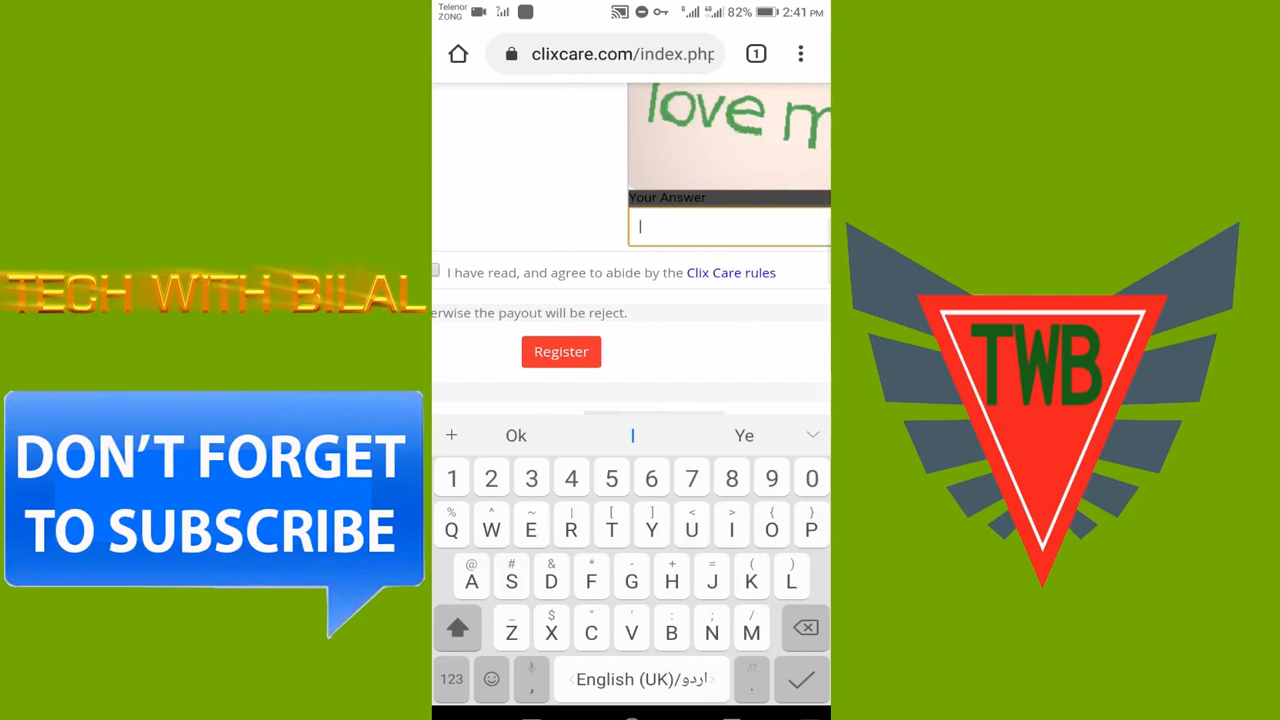 Telenor
ZONG
82% 2:41 PM
clixcare.com/index.php
1
love m
Your Answer
I have read, and agree to abide by the Clix Care rules
erwise the payout will be reject.
Register
+ Ok Ye
1 2 3 4 5 6 7 8 9 0
% ^ ~ | [ ] < > { }
Q W E R T Y U I O P
@ # & * - + = ( )
A S D F G H J K L
_ $ " ' : ; /
Z X C V B N M
123 , English (UK)/اردو ,!? .
TECH WITH BILAL
DON'T FORGET
TO SUBSCRIBE
TWB